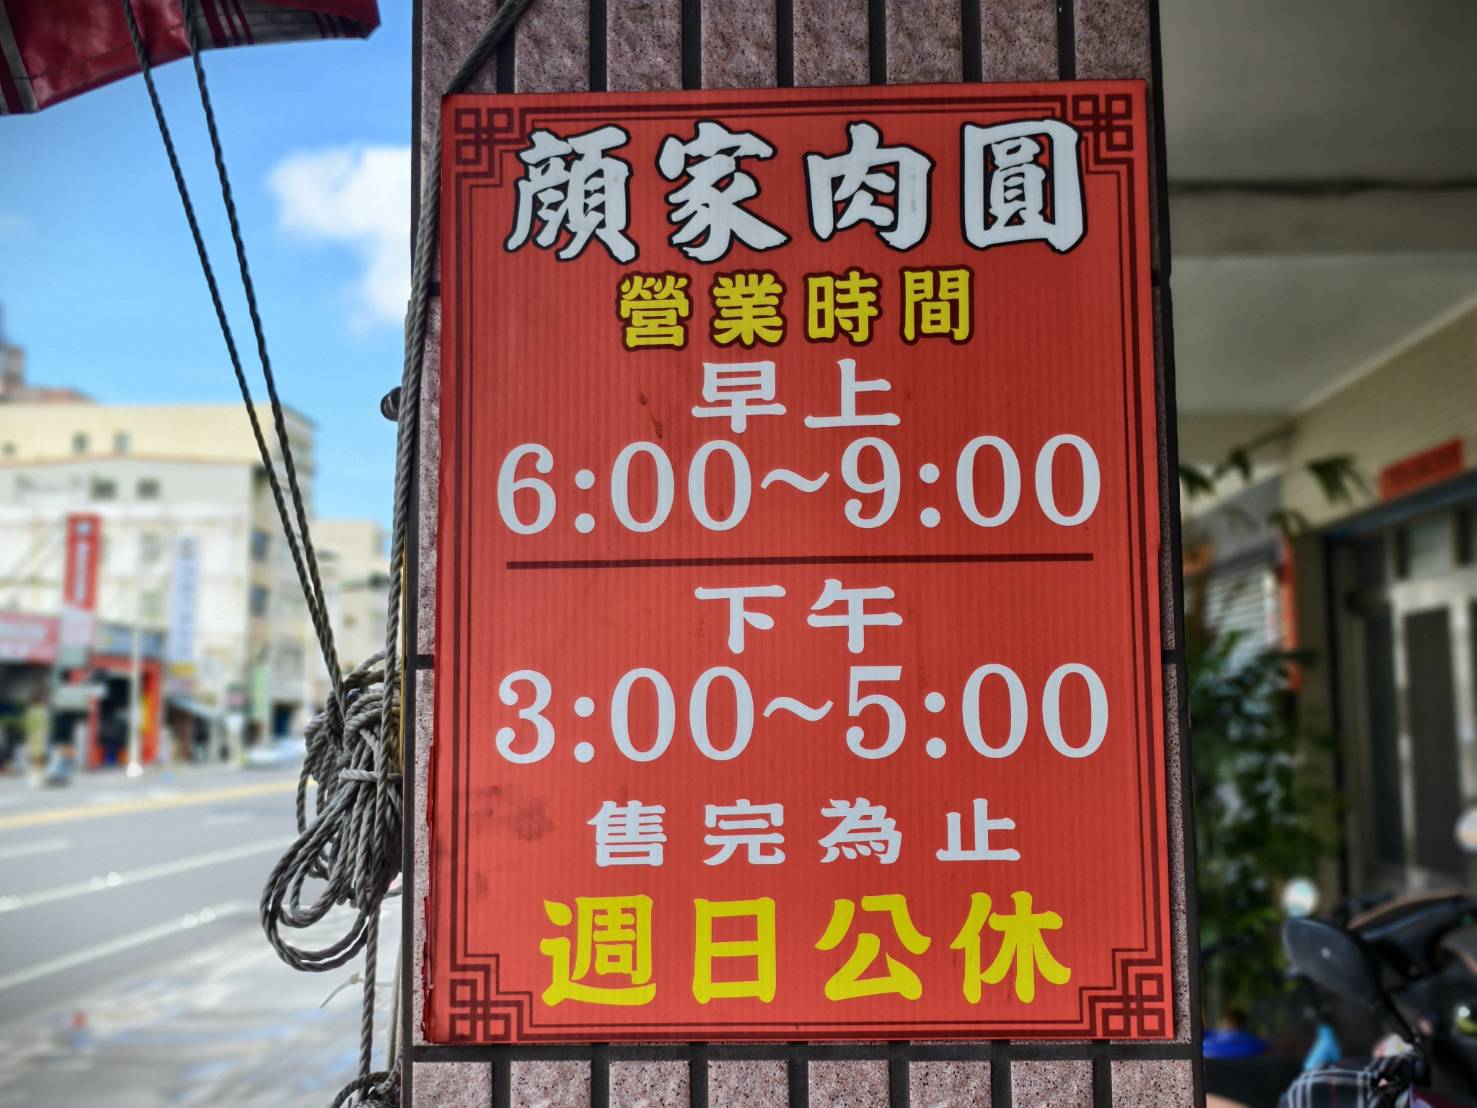 顏家肉圓
營業時間
早上
6:00~9:00
下午
3:00~5:00
售完為止
週日公休